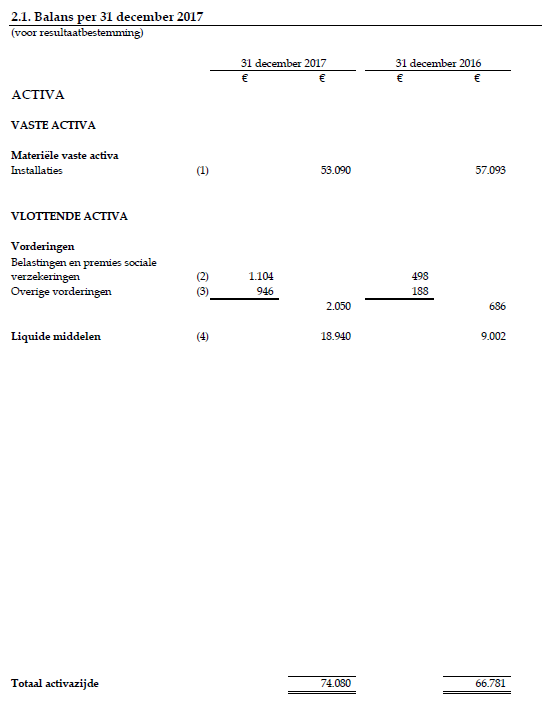 2.1. Balans per 31 december 2017
(voor resultaatbestemming)
31 december 2017 31 december 2016
€ € € €
ACTIVA
VASTE ACTIVA
Materiële vaste activa
Installaties (1) 53.090 57.093
VLOTTENDE ACTIVA
Vorderingen
Belastingen en premies sociale
verzekeringen (2) 1.104 498
Overige vorderingen (3) 946 188
2.050 686
Liquide middelen (4) 18.940 9.002
Totaal activazijde 74.080 66.781